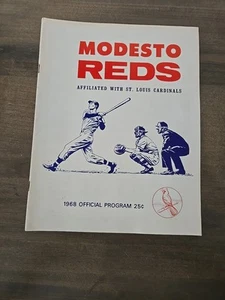 MODESTO
REDS
AFFILIATED WITH ST. LOUIS CARDINALS
1968 OFFICIAL PROGRAM 25¢